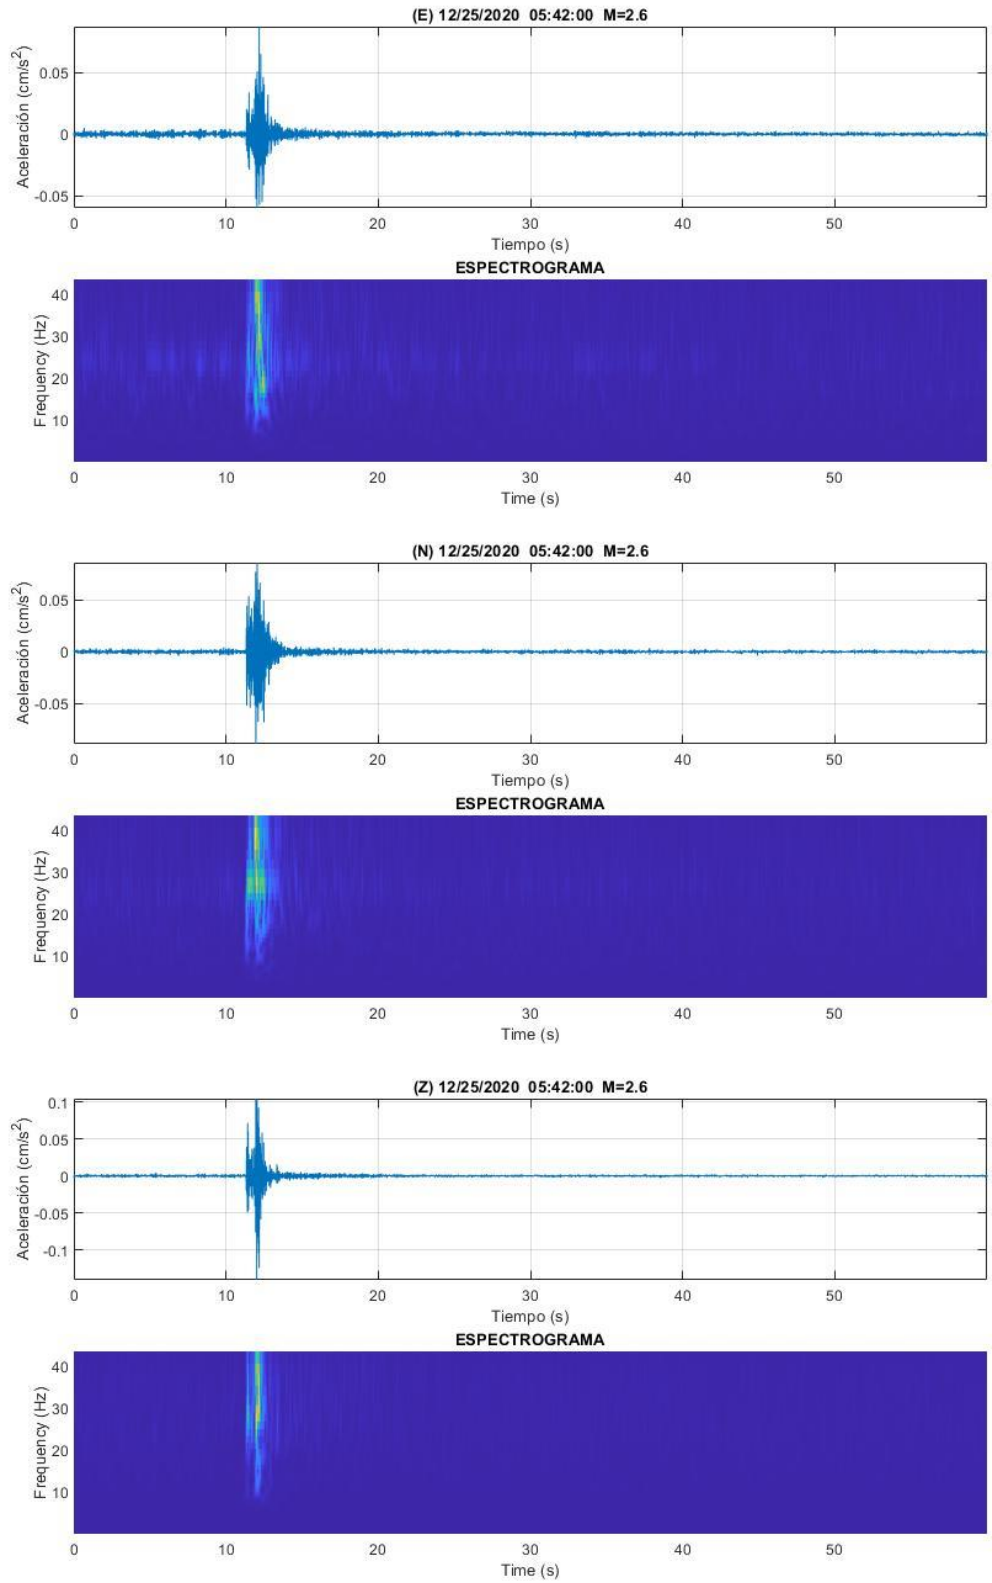 (E) 12/25/2020 05:42:00 M=2.6
Aceleración (cm/s²)
0.05
0
-0.05
0 10 20 30 40 50
Tiempo (s)
ESPECTROGRAMA
Frequency (Hz)
40
30
20
10
0 10 20 30 40 50
Time (s)
(N) 12/25/2020 05:42:00 M=2.6
Aceleración (cm/s²)
0.05
0
-0.05
0 10 20 30 40 50
Tiempo (s)
ESPECTROGRAMA
Frequency (Hz)
40
30
20
10
0 10 20 30 40 50
Time (s)
(Z) 12/25/2020 05:42:00 M=2.6
Aceleración (cm/s²)
0.1
0.05
0
-0.05
-0.1
0 10 20 30 40 50
Tiempo (s)
ESPECTROGRAMA
Frequency (Hz)
40
30
20
10
0 10 20 30 40 50
Time (s)